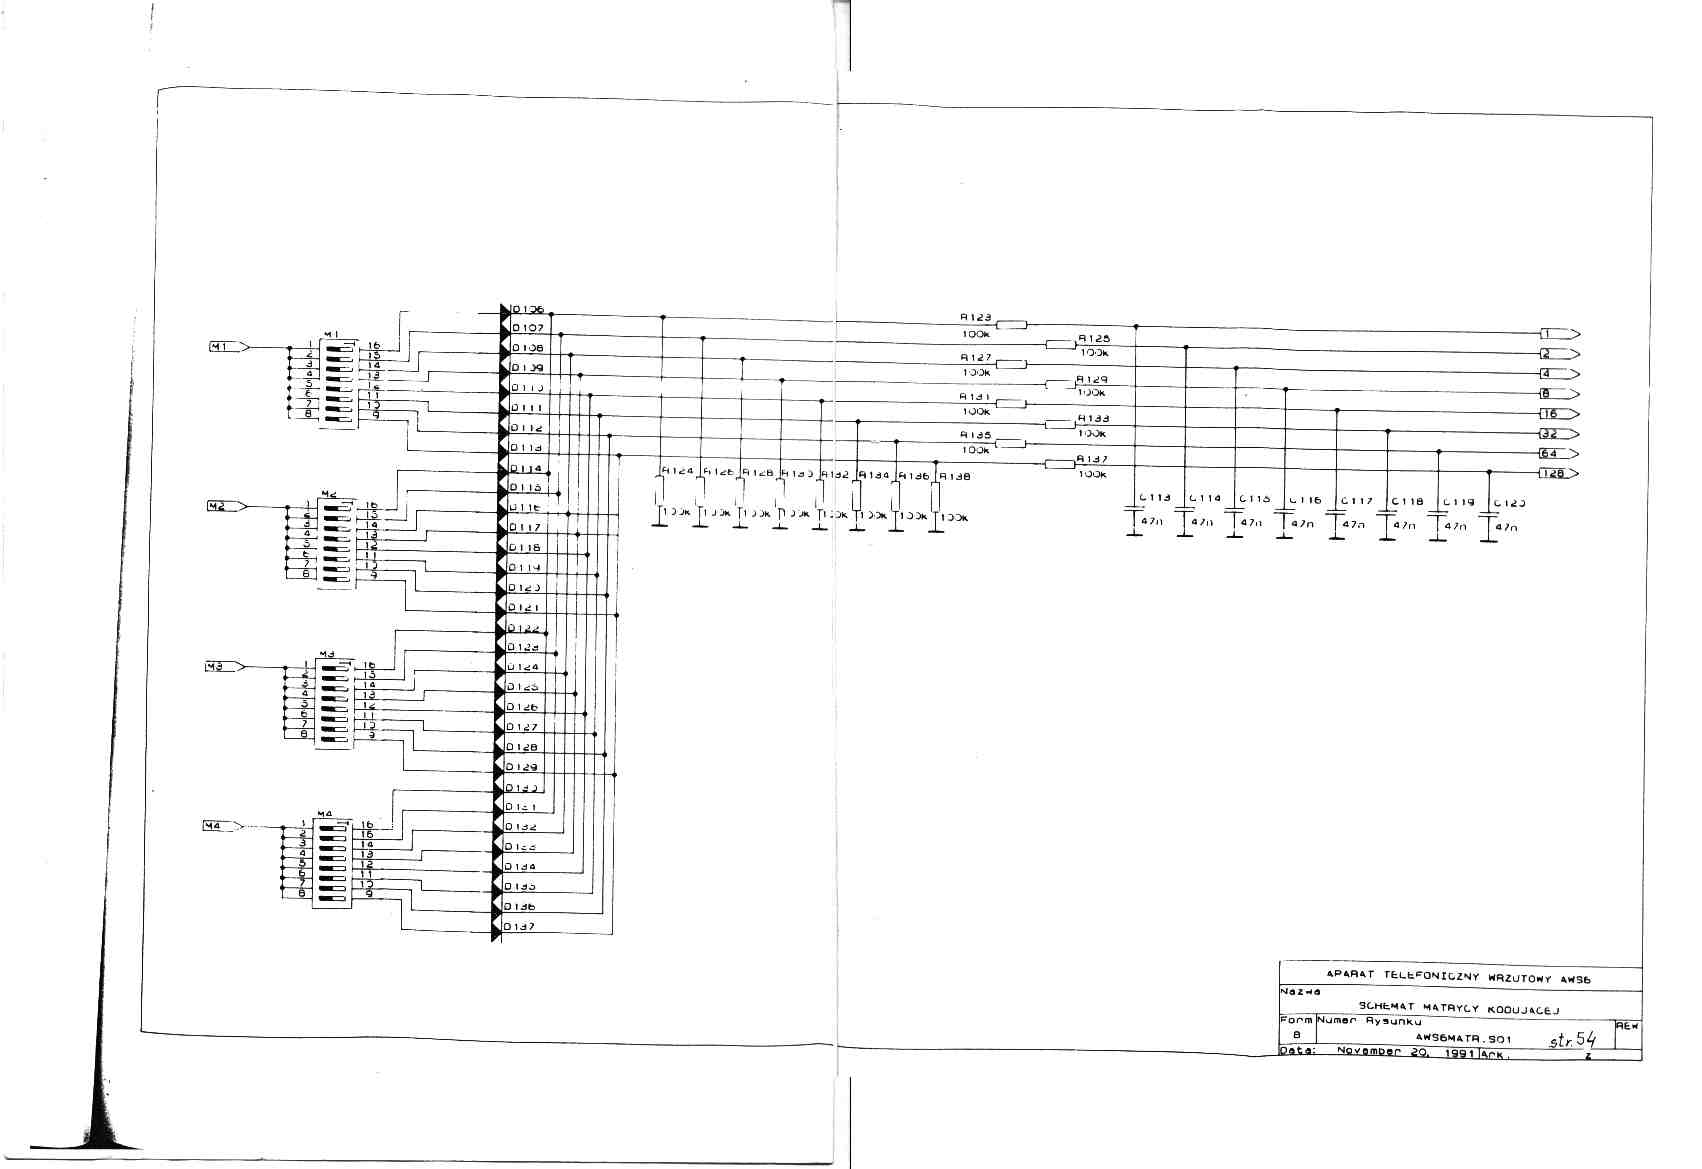 M1
M1
1 16
2 15
3 14
4 13
5 12
6 11
7 10
8 9
M2
M2
1 16
2 15
3 14
4 13
5 12
6 11
7 10
8 9
M3
M3
1 16
2 15
3 14
4 13
5 12
6 11
7 10
8 9
M4
M4
1 16
2 15
3 14
4 13
5 12
6 11
7 10
8 9
D106
D107
D108
D109
D110
D111
D112
D113
D114
D115
D116
D117
D118
D119
D120
D121
D122
D123
D124
D125
D126
D127
D128
D129
D130
D131
D132
D133
D134
D135
D136
D137
R123
100k
R125
100k
R127
100k
R129
100k
R131
100k
R133
100k
R135
100k
R137
100k
R124 R126 R128 R130 R132 R134 R136 R138
100k 100k 100k 100k 100k 100k 100k 100k
C113 C114 C115 C116 C117 C118 C119 C120
47n 47n 47n 47n 47n 47n 47n 47n
1
2
4
8
16
32
64
128
APARAT TELEFONICZNY WRZUTOWY AWS6
Nazwa
SCHEMAT MATRYCY KODUJACEJ
Form Numer Rysunku REW
B AWS6MATR.S01 str. 54
Data: November 20, 1991 Ark. z